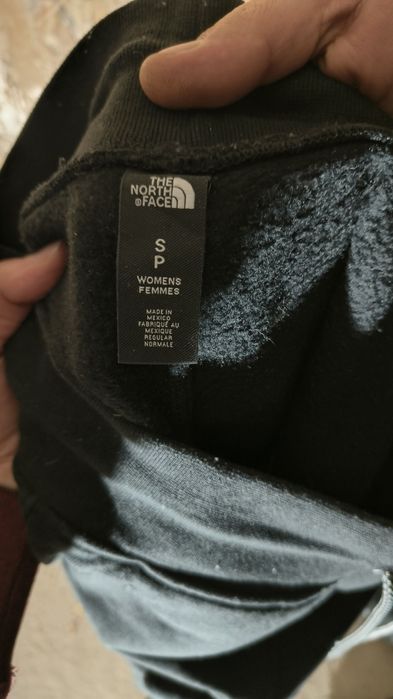 THE
NORTH
FACE
S
P
WOMENS
FEMMES
MADE IN
MEXICO
FABRIQUÉ AU
MEXIQUE
REGULAR
NORMALE